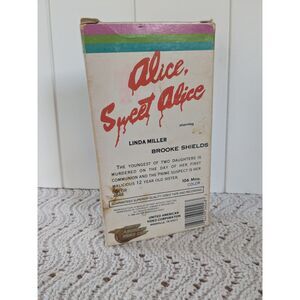 Alice,
Sweet Alice
starring
LINDA MILLER
BROOKE SHIELDS
THE YOUNGEST OF TWO DAUGHTERS IS
MURDERED ON THE DAY OF HER FIRST
COMMUNION AND THE PRIME SUSPECT IS HER
MALICIOUS 12 YEAR OLD SISTER.
106 Mins.
COLOR
UNITED AMERICAN
VIDEO CORPORATION